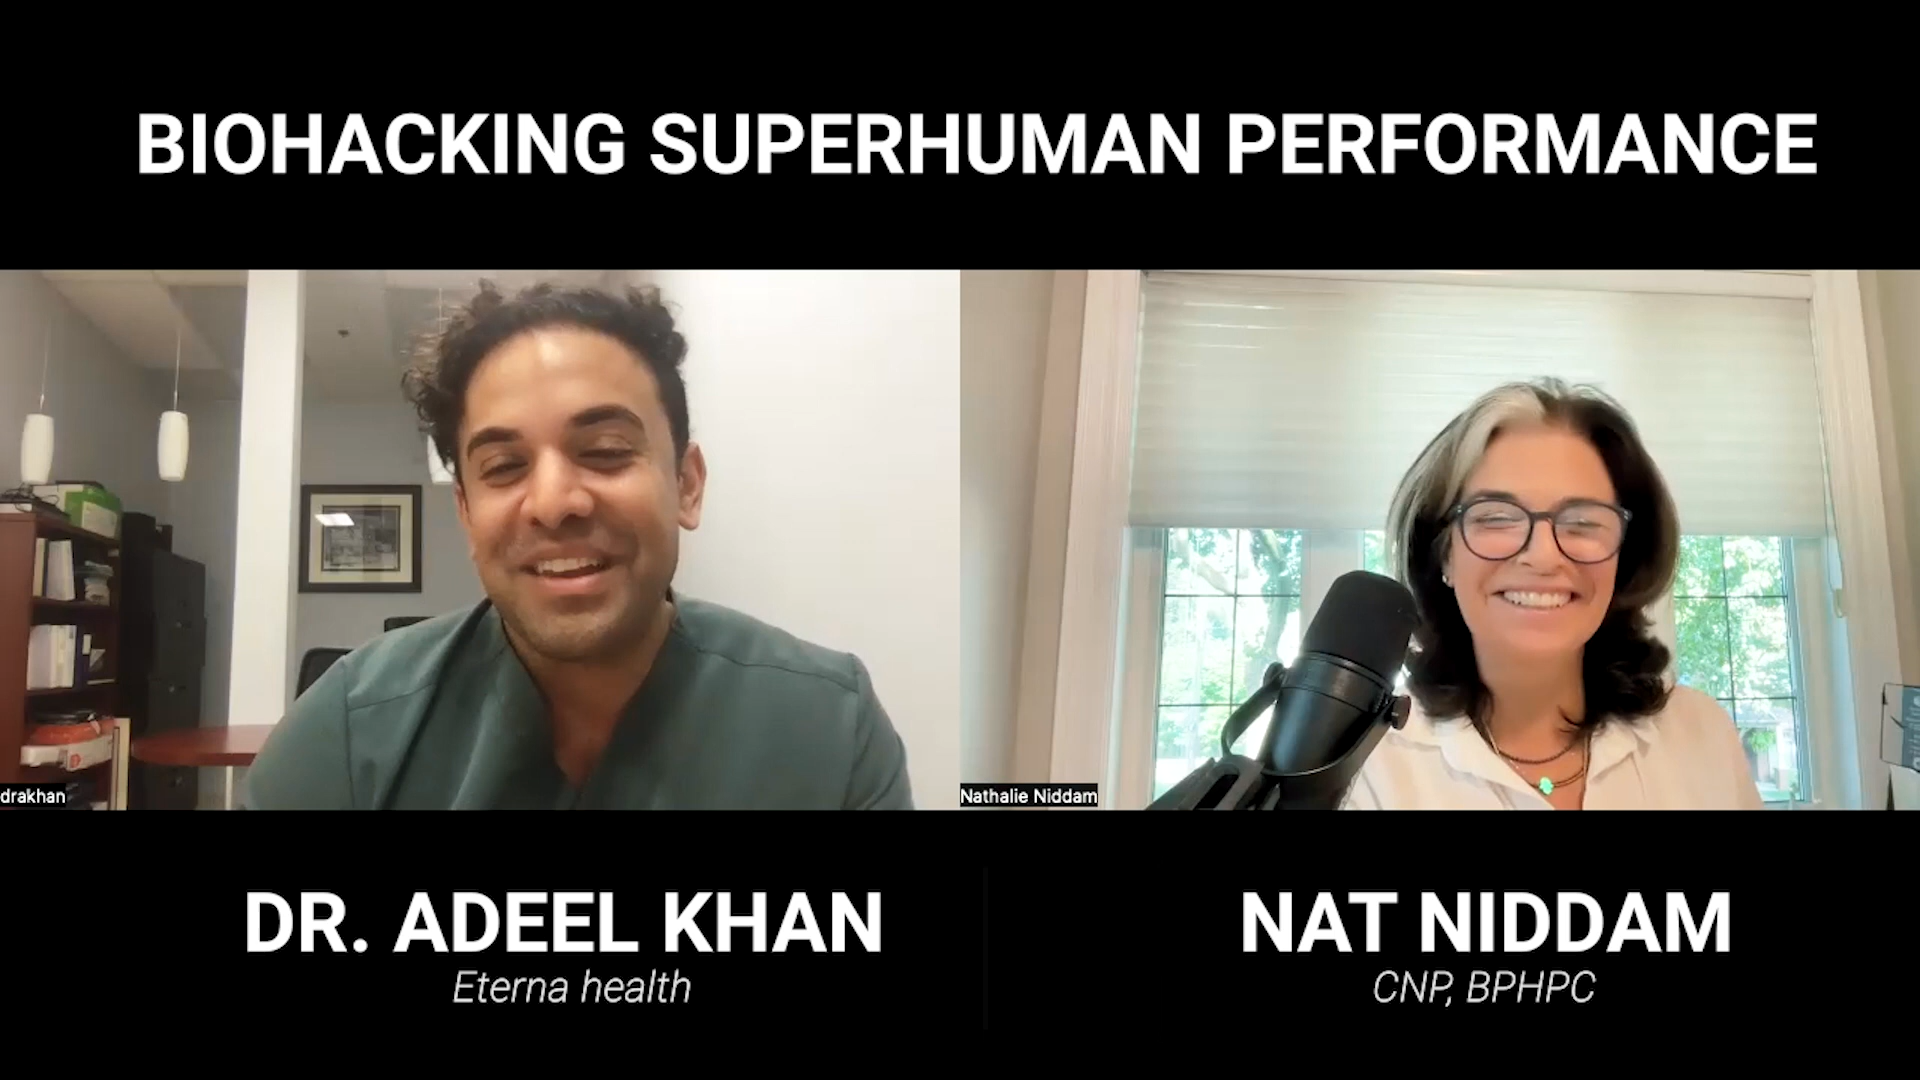 BIOHACKING SUPERHUMAN PERFORMANCE
drakhan
Nathalie Niddam
DR. ADEEL KHAN
Eterna health
NAT NIDDAM
CNP, BPHPC